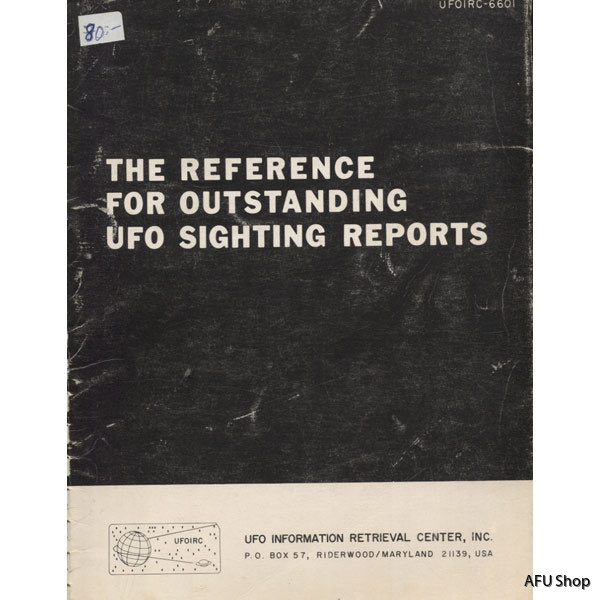 UFOIRC-6601
80:-
THE REFERENCE
FOR OUTSTANDING
UFO SIGHTING REPORTS
UFOIRC
UFO INFORMATION RETRIEVAL CENTER, INC.
P.O. BOX 57, RIDERWOOD/MARYLAND 21139, USA
AFU Shop